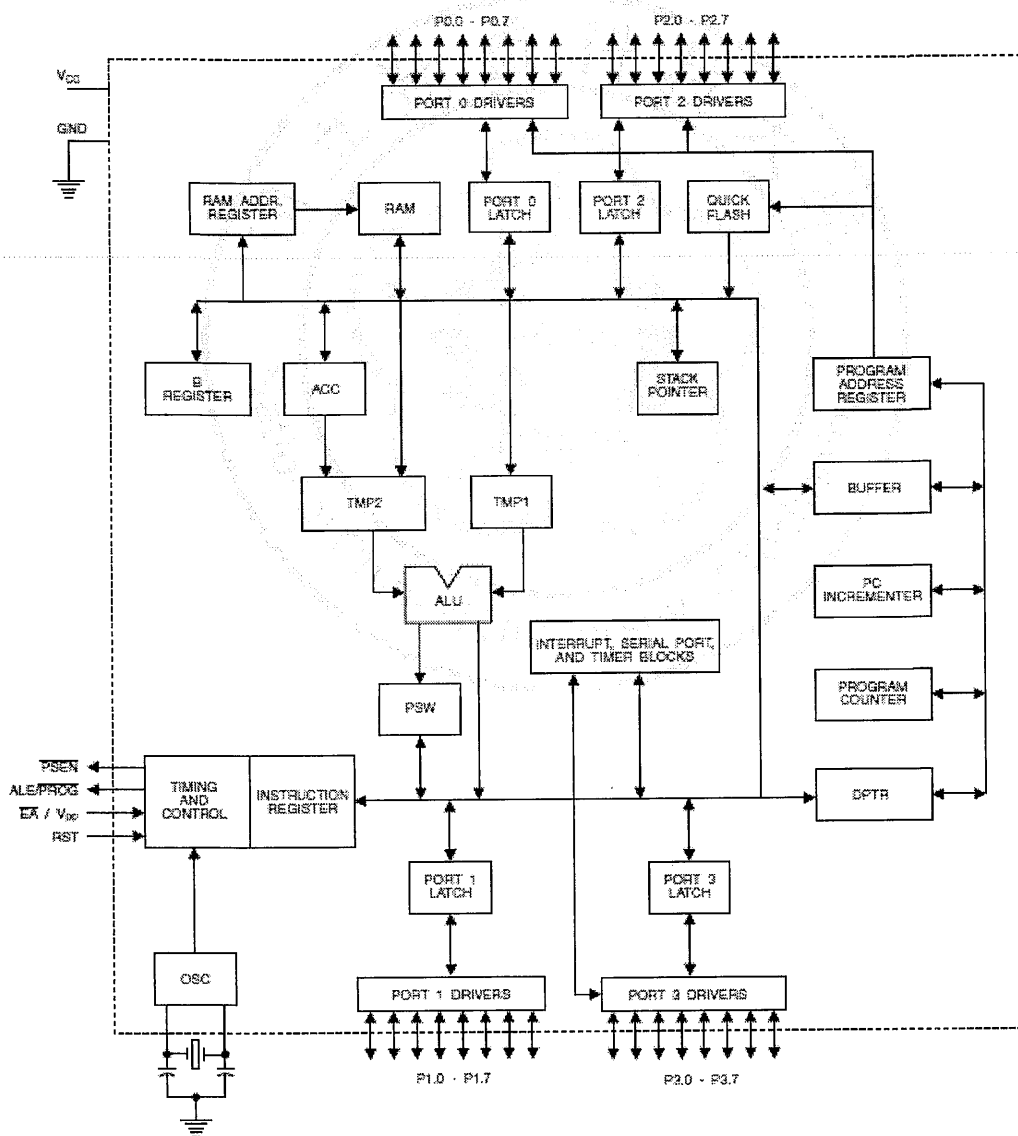 P0.0 - P0.7
P2.0 - P2.7
VCC
PORT 0 DRIVERS
PORT 2 DRIVERS
GND
RAM ADDR.
REGISTER
RAM
PORT 0
LATCH
PORT 2
LATCH
QUICK
FLASH
B
REGISTER
ACC
STACK
POINTER
PROGRAM
ADDRESS
REGISTER
TMP2
TMP1
BUFFER
ALU
PC
INCREMENTER
INTERRUPT, SERIAL PORT,
AND TIMER BLOCKS
PSW
PROGRAM
COUNTER
PSEN
ALE/PROG
EA / VPP
RST
TIMING
AND
CONTROL
INSTRUCTION
REGISTER
DPTR
PORT 1
LATCH
PORT 3
LATCH
OSC
PORT 1 DRIVERS
PORT 3 DRIVERS
P1.0 - P1.7
P3.0 - P3.7